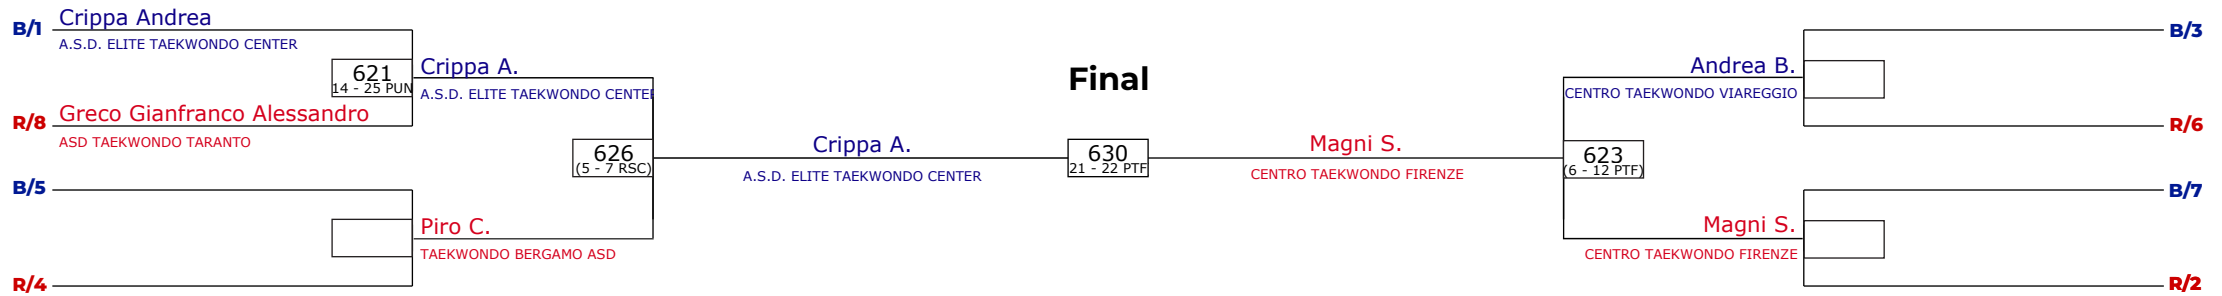 B/1
Crippa Andrea
A.S.D. ELITE TAEKWONDO CENTER
621
14 - 25 PUN
R/8
Greco Gianfranco Alessandro
ASD TAEKWONDO TARANTO
Crippa A.
A.S.D. ELITE TAEKWONDO CENTE
626
(5 - 7 RSC)
B/5
R/4
Piro C.
TAEKWONDO BERGAMO ASD
Final
Crippa A.
A.S.D. ELITE TAEKWONDO CENTER
630
21 - 22 PTF
Magni S.
CENTRO TAEKWONDO FIRENZE
Andrea B.
CENTRO TAEKWONDO VIAREGGIO
623
(6 - 12 PTF)
Magni S.
CENTRO TAEKWONDO FIRENZE
B/3
R/6
B/7
R/2